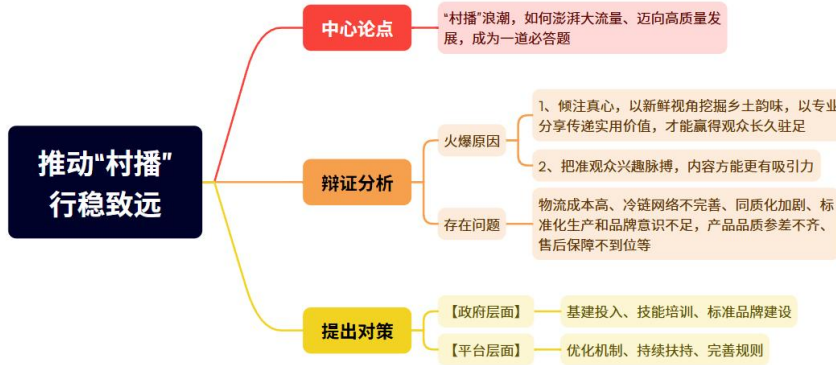 推动“村播”
行稳致远
中心论点
“村播”浪潮，如何澎湃大流量、迈向高质量发
展，成为一道必答题
辩证分析
火爆原因
1、倾注真心，以新鲜视角挖掘乡土韵味，以专业
分享传递实用价值，才能赢得观众长久驻足
2、把准观众兴趣脉搏，内容方能更有吸引力
存在问题
物流成本高、冷链网络不完善、同质化加剧、标
准化生产和品牌意识不足，产品品质参差不齐、
售后保障不到位等
提出对策
【政府层面】
基建投入、技能培训、标准品牌建设
【平台层面】
优化机制、持续扶持、完善规则